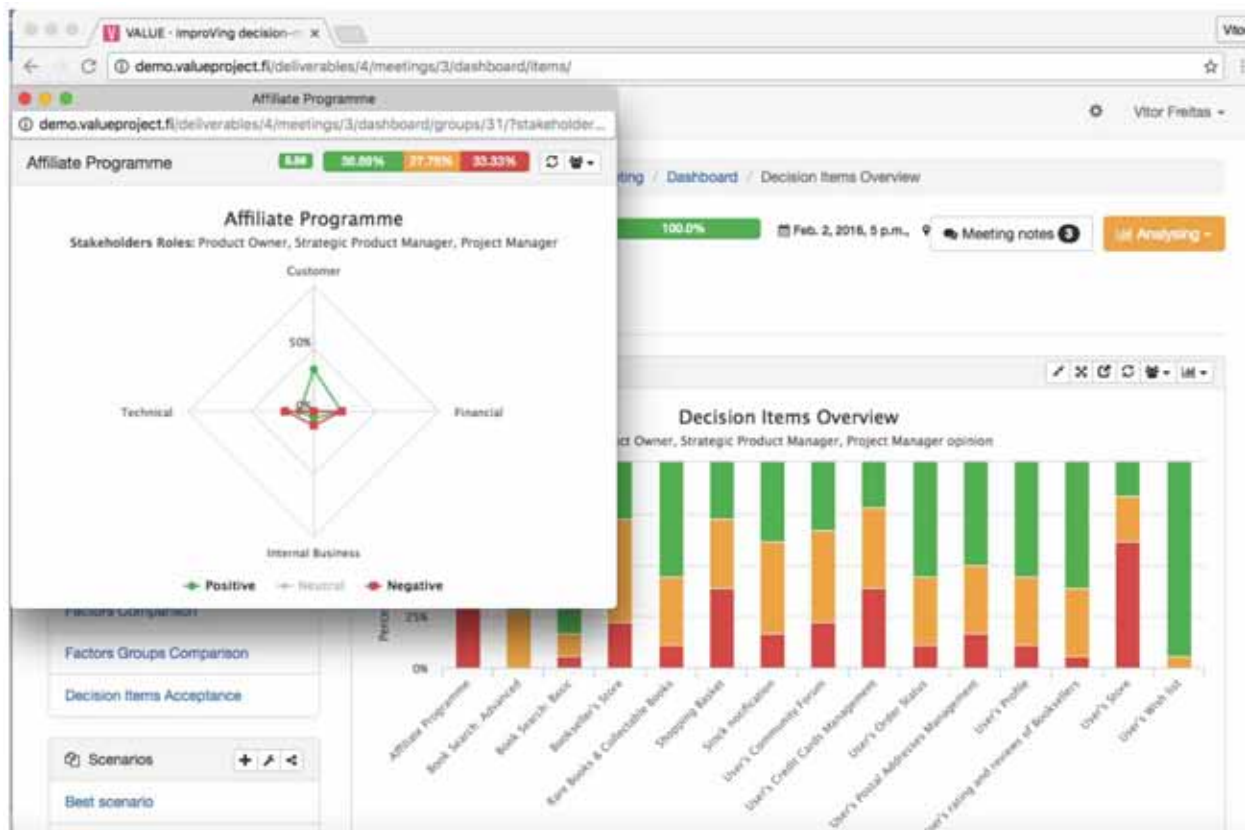 VALUE - improVing decision-m
Vitor
demo.valueproject.fi/deliverables/4/meetings/3/dashboard/items/
Affiliate Programme
demo.valueproject.fi/deliverables/4/meetings/3/dashboard/groups/31/?stakeholder...
Vitor Freitas
Affiliate Programme
33.33%
ting / Dashboard / Decision Items Overview
Affiliate Programme
Stakeholders Roles: Product Owner, Strategic Product Manager, Project Manager
100.0%
Feb. 2, 2016, 5 p.m.,
Meeting notes 3
Analysing
Customer
50%
Technical
Financial
Internal Business
Positive
Neutral
Negative
Decision Items Overview
ct Owner, Strategic Product Manager, Project Manager opinion
Perce
25%
0%
Affiliate Programme
Book Search: Advanced
Book Search: Basic
Bookseller's Store
Rare Books & Collectable Books
Shopping Basket
Stock notification
User's Community Forum
User's Credit Cards Management
User's Order Status
User's Postal Addresses Management
User's Profile
ser's rating and reviews of Booksellers
User's Store
User's Wish list
Factors Comparison
Factors Groups Comparison
Decision Items Acceptance
Scenarios
Best scenario